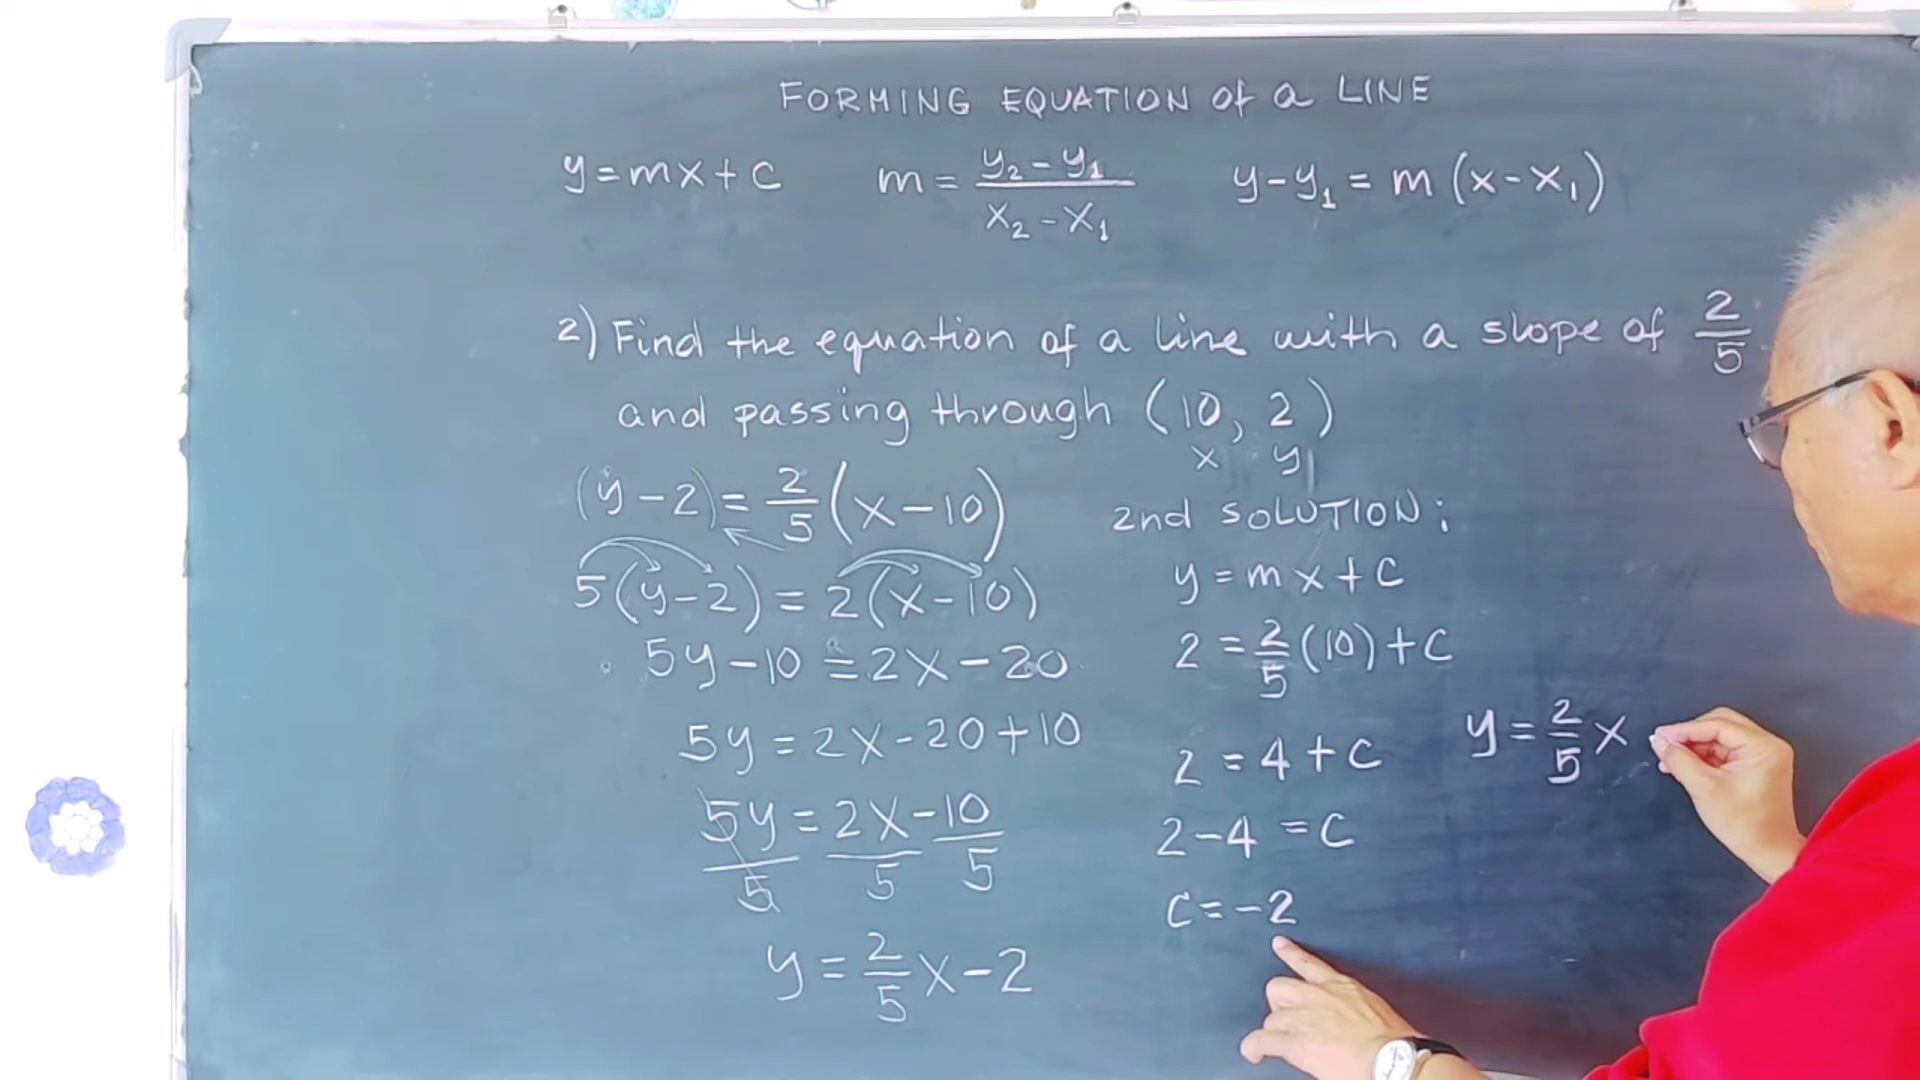 FORMING EQUATION of a LINE
y = mx + c    m = (y₂ - y₁)/(x₂ - x₁)    y - y₁ = m (x - x₁)
2) Find the equation of a line with a slope of 2/5
and passing through (10, 2)
x y
(y - 2) = 2/5 (x - 10)
5(y - 2) = 2(x - 10)
5y - 10 = 2x - 20
5y = 2x - 20 + 10
5y/5 = 2x/5 - 10/5
y = 2/5 x - 2
2nd SOLUTION:
y = mx + c
2 = 2/5 (10) + c
2 = 4 + c
2 - 4 = c
c = -2
y = 2/5 x